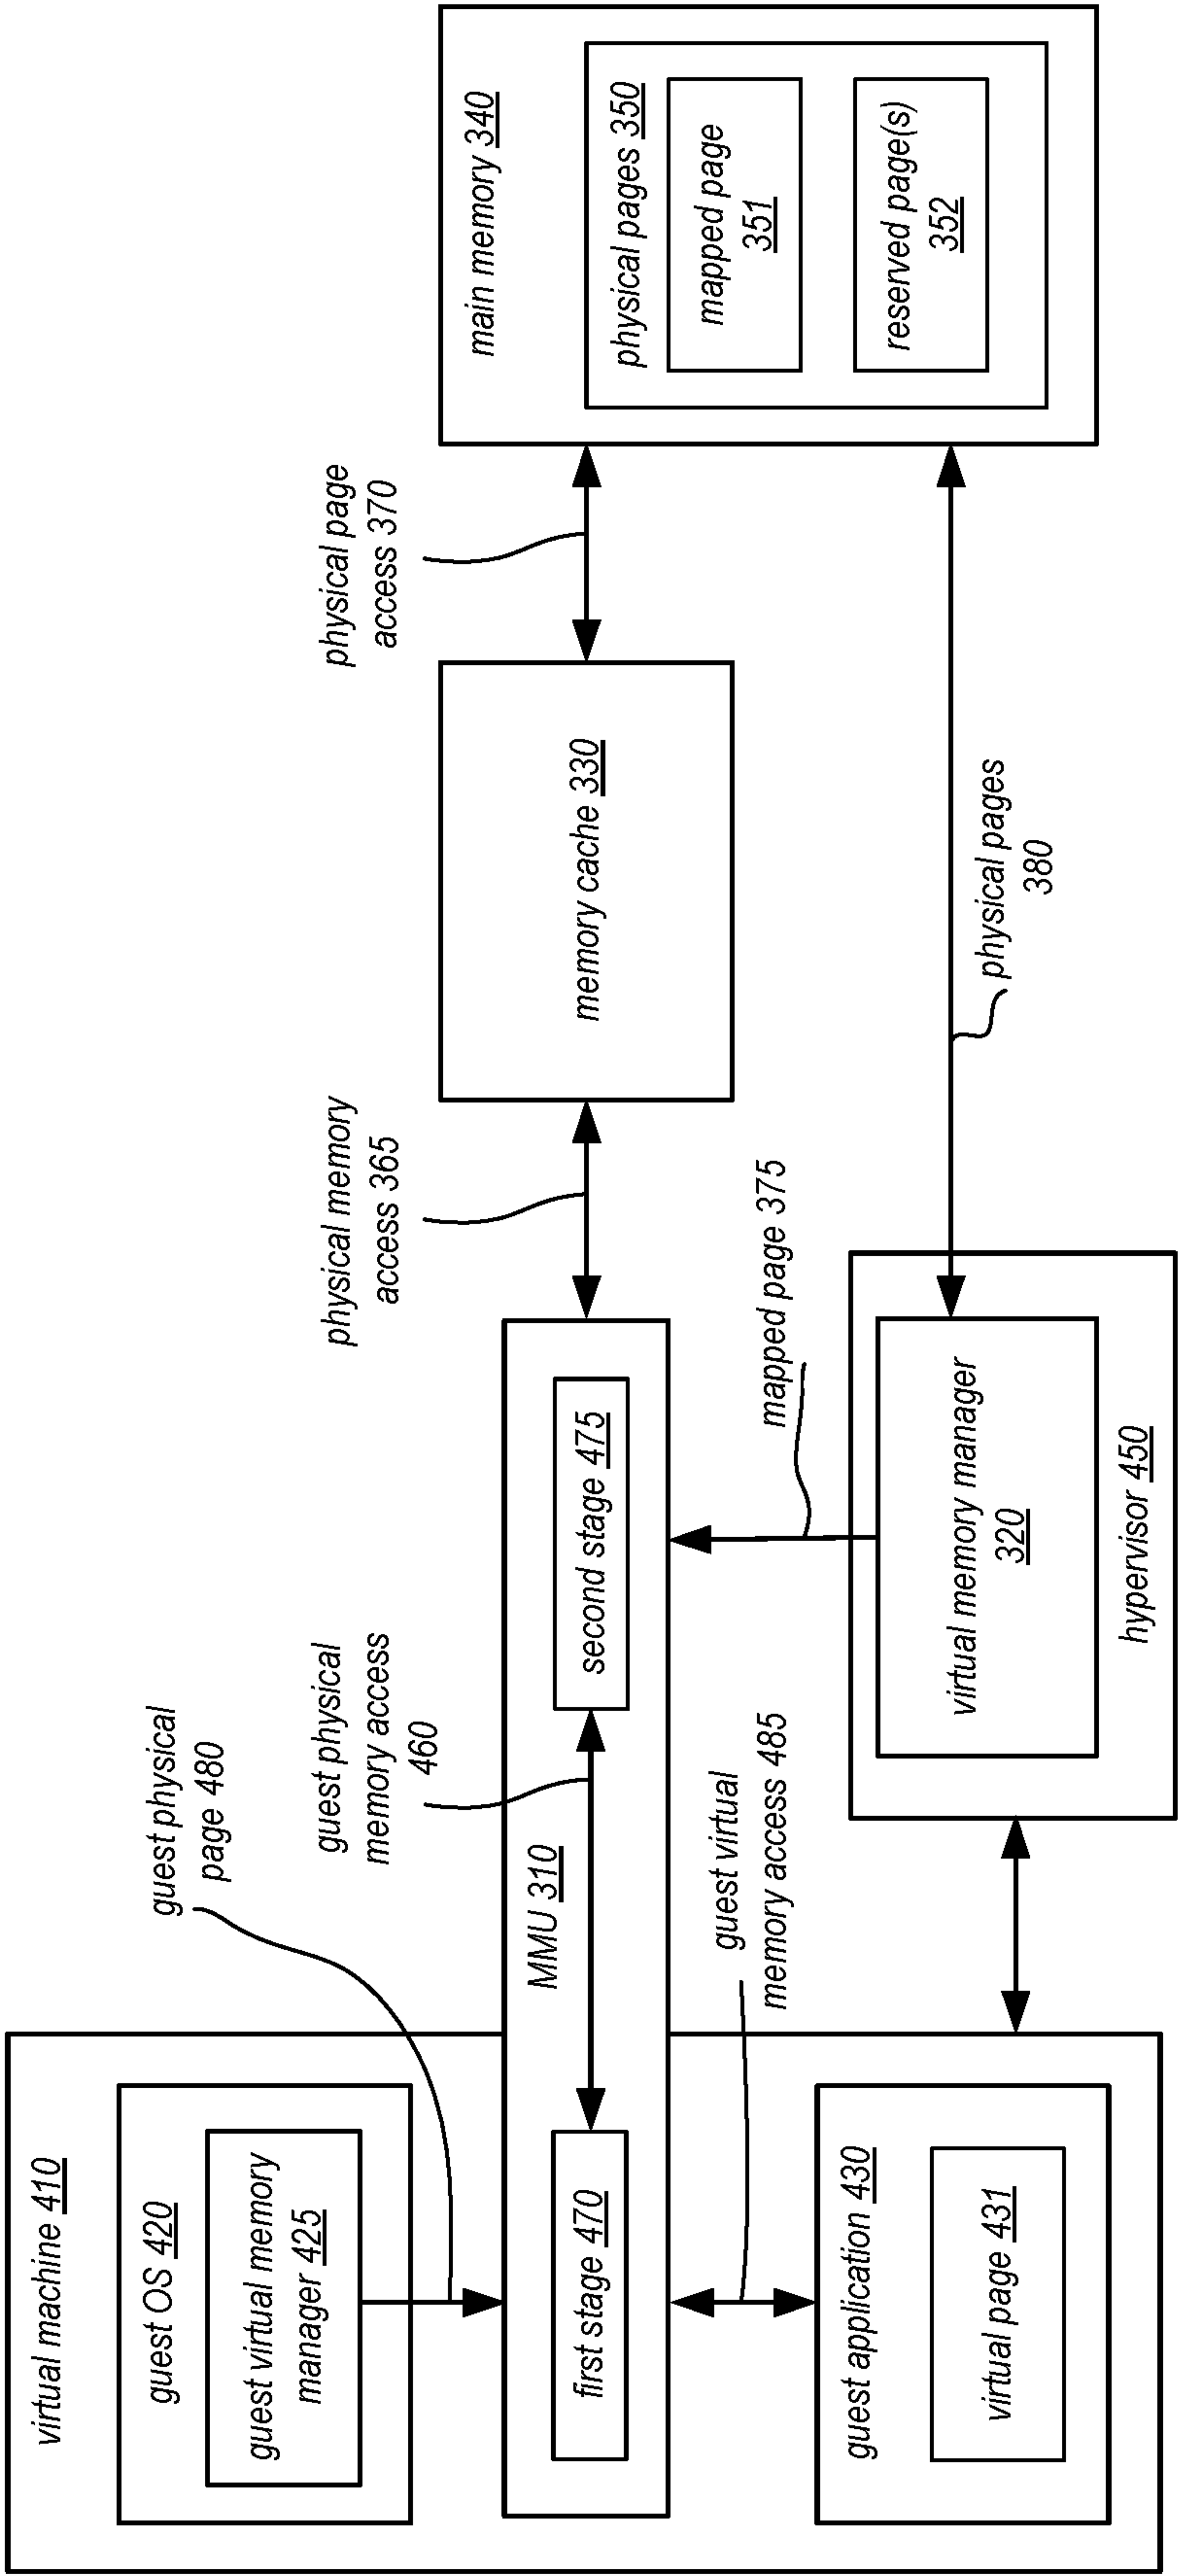 virtual machine 410
guest OS 420
guest virtual memory
manager 425
guest physical
page 480
guest physical
memory access
460
MMU 310
first stage 470
second stage 475
guest application 430
virtual page 431
guest virtual
memory access 485
mapped page 375
virtual memory manager
320
hypervisor 450
physical memory
access 365
memory cache 330
physical page
access 370
physical pages
380
main memory 340
physical pages 350
mapped page
351
reserved page(s)
352